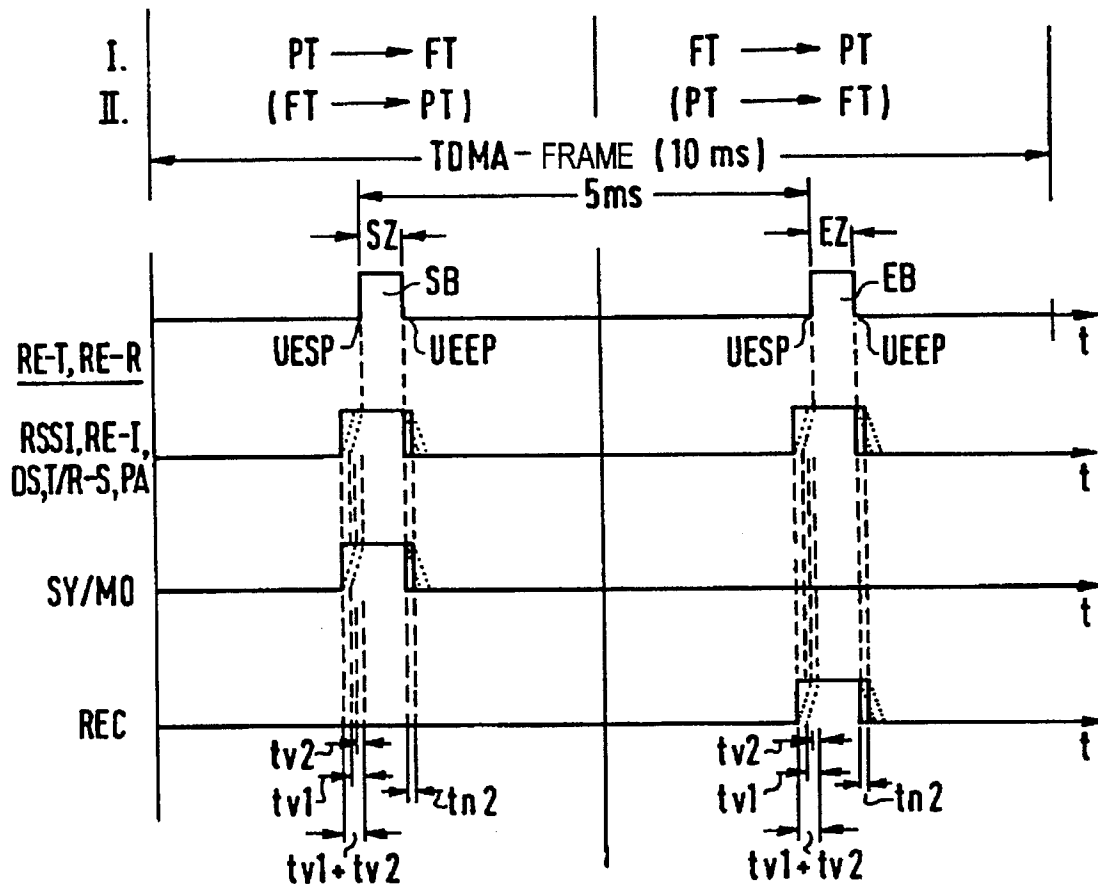 I. PT → FT FT → PT
II. (FT → PT) (PT → FT)
TDMA-FRAME (10 ms)
5ms
SZ EZ
SB EB
UESP UEEP UESP UEEP t
RE-T, RE-R
RSSI, RE-I,
DS, T/R-S, PA t
SY/MO t
REC t
tv2 tv2
tv1 tn2 tv1 tn2
tv1+tv2 tv1+tv2